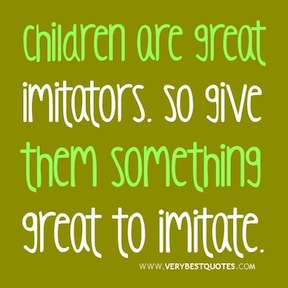 children are great
imitators. so give
them something
great to imitate.
WWW.VERYBESTQUOTES.COM